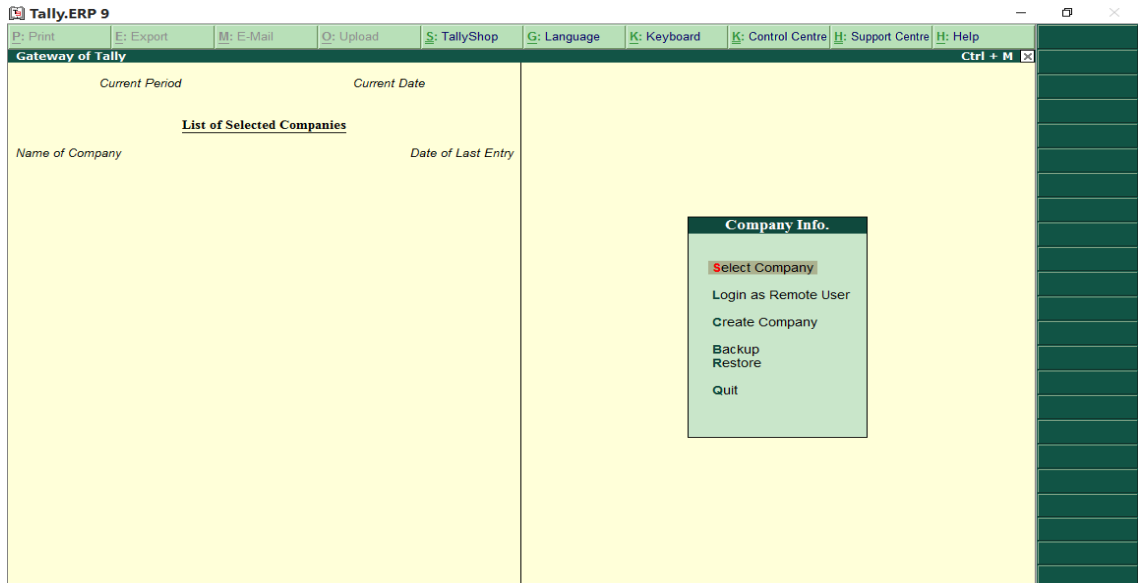 Tally.ERP 9
P: Print E: Export M: E-Mail O: Upload S: TallyShop G: Language K: Keyboard K: Control Centre H: Support Centre H: Help
Gateway of Tally Ctrl + M
Current Period Current Date
List of Selected Companies
Name of Company Date of Last Entry
Company Info.
Select Company
Login as Remote User
Create Company
Backup
Restore
Quit